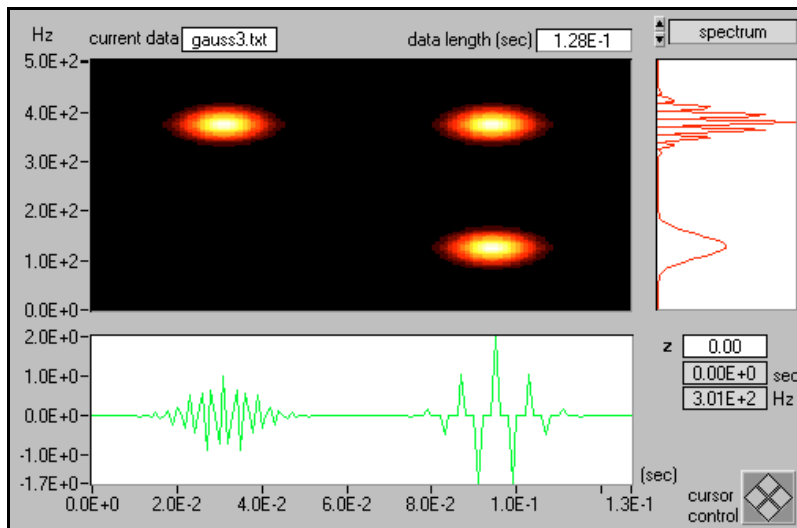 Hz current data gauss3.txt data length (sec) 1.28E-1 spectrum
5.0E+2
4.0E+2
3.0E+2
2.0E+2
1.0E+2
0.0E+0
2.0E+0
1.0E+0
0.0E+0
-1.0E+0
-1.7E+0
0.0E+0 2.0E-2 4.0E-2 6.0E-2 8.0E-2 1.0E-1 1.3E-1
(sec)
z 0.00
0.00E+0 sec
3.01E+2 Hz
cursor
control